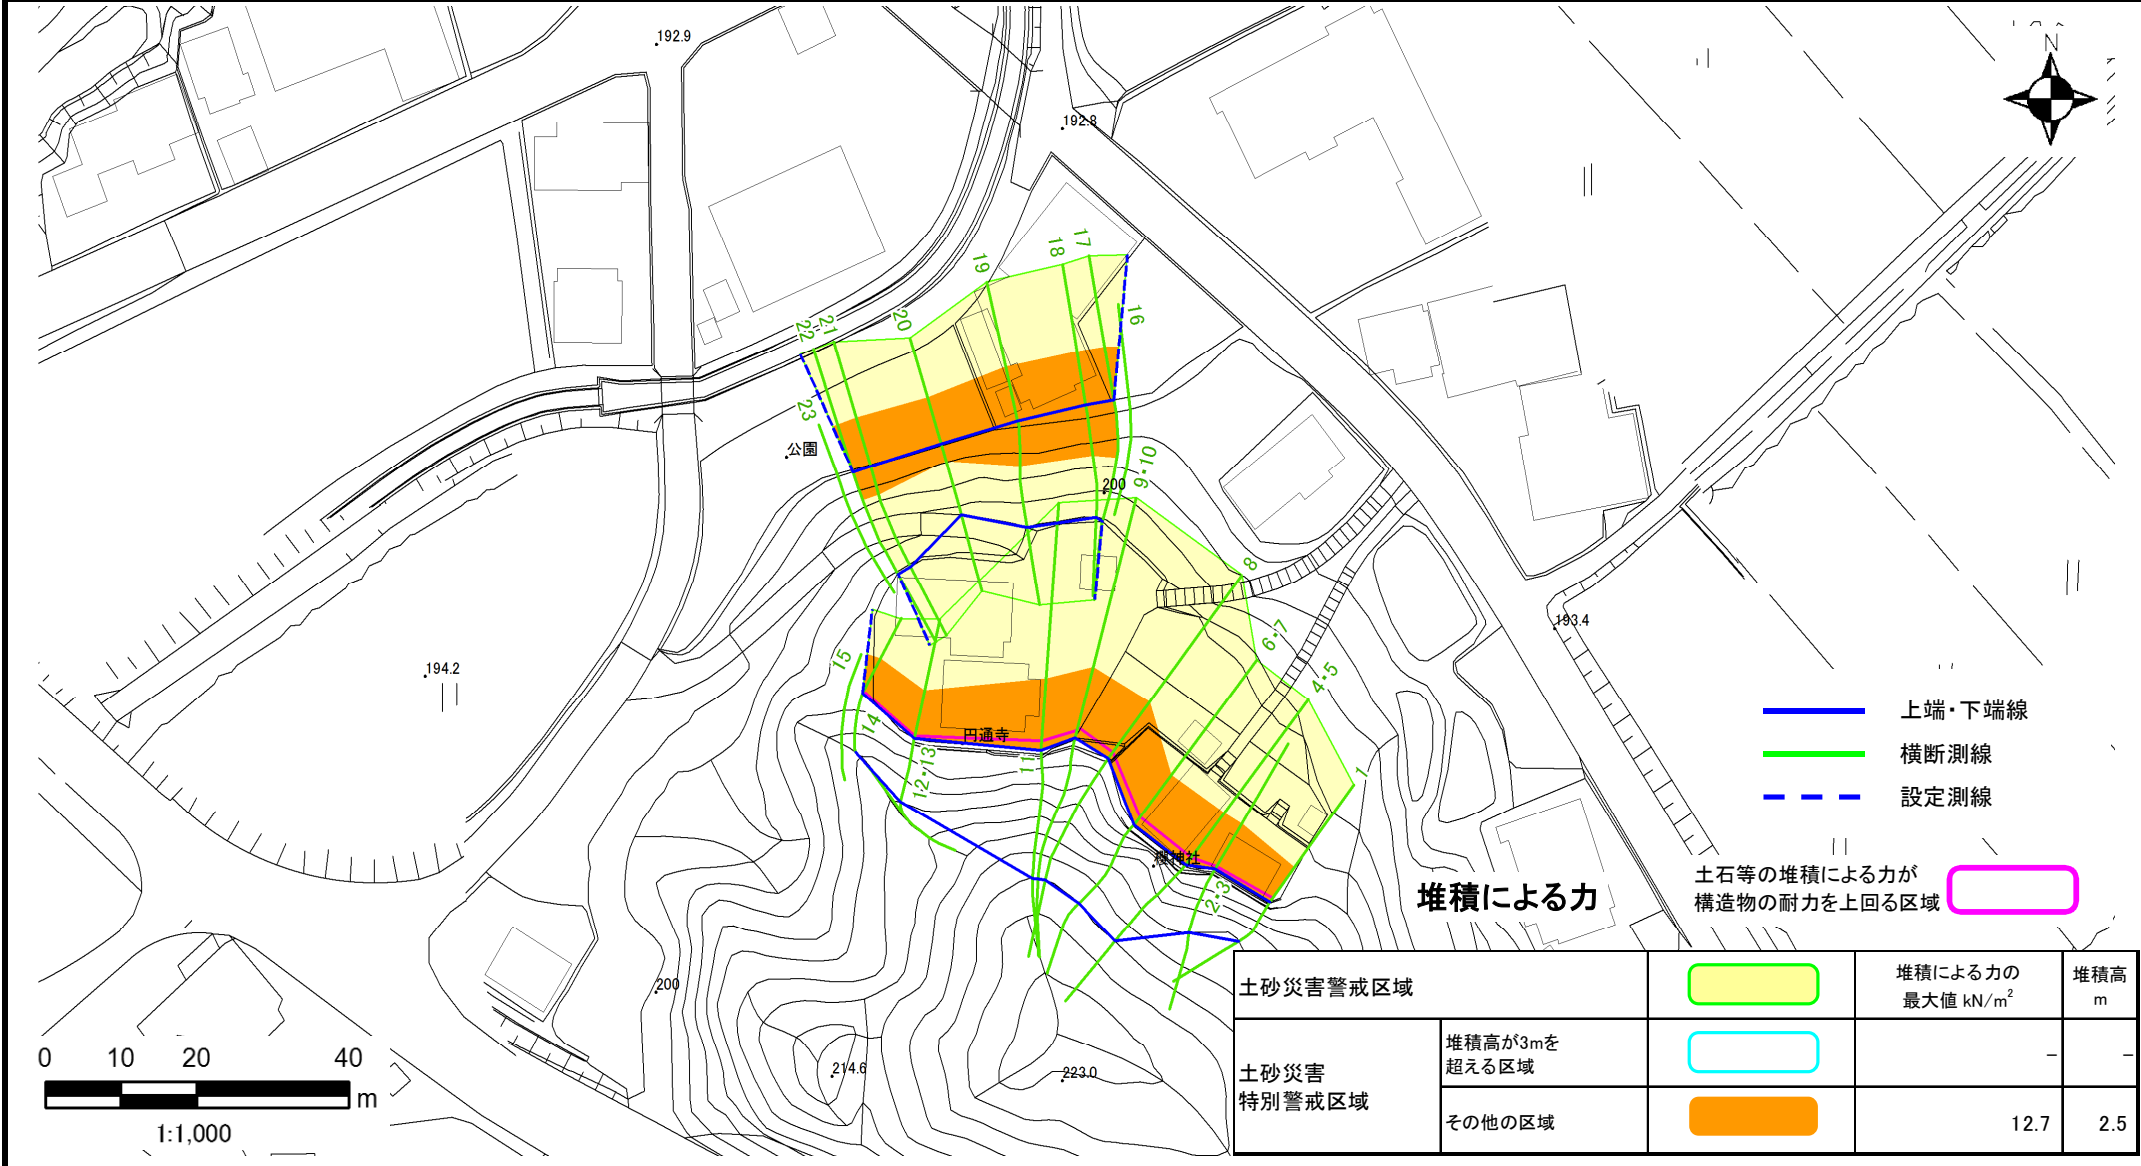 192.9
192.8
N
17
18
19
16
20
21
22
23
公園
200
9・10
8
6・7
4・5
193.4
15
194.2
14
円通寺
12・13
11
1
櫻神社
2・3
200
214.6
223.0
上端・下端線
横断測線
設定測線
堆積による力
土石等の堆積による力が
構造物の耐力を上回る区域
土砂災害警戒区域
堆積による力の
最大値 kN/m²
堆積高
m
土砂災害
特別警戒区域
堆積高が3mを
超える区域
-
-
その他の区域
12.7
2.5
0 10 20 40
m
1:1,000